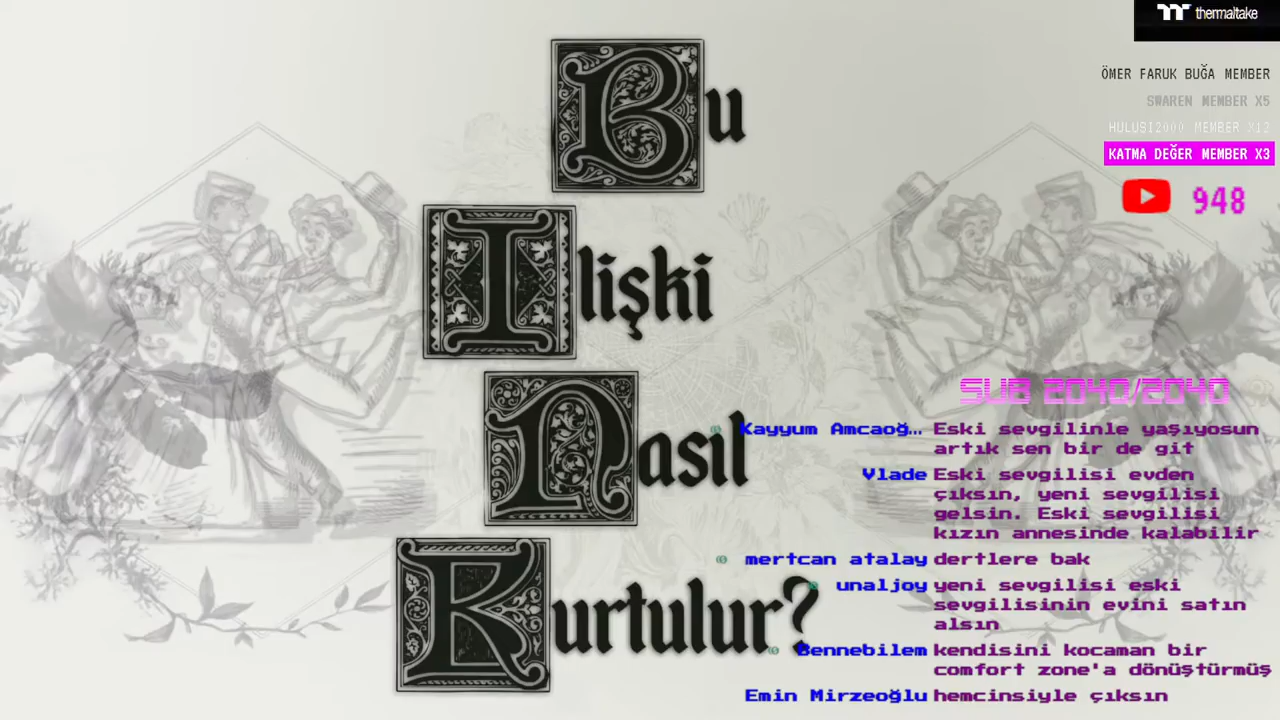 thermaltake
ÖMER FARUK BUĞA MEMBER
SWAREN MEMBER X5
HULUSI2000 MEMBER X12
KATMA DEĞER MEMBER X3
948
Bu
Ilişki
Nasıl
Kurtulur?
SUB 2040/2040
Kayyum Amcaoğ… Eski sevgilinle yaşıyosun
artık sen bir de git
Vlade Eski sevgilisi evden
çıksın, yeni sevgilisi
gelsin. Eski sevgilisi
kızın annesinde kalabilir
mertcan atalay dertlere bak
unaljoy yeni sevgilisi eski
sevgilisinin evini satın
alsın
Bennebilem kendisini kocaman bir
comfort zone'a dönüştürmüş
Emin Mirzeoğlu hemcinsiyle çıksın